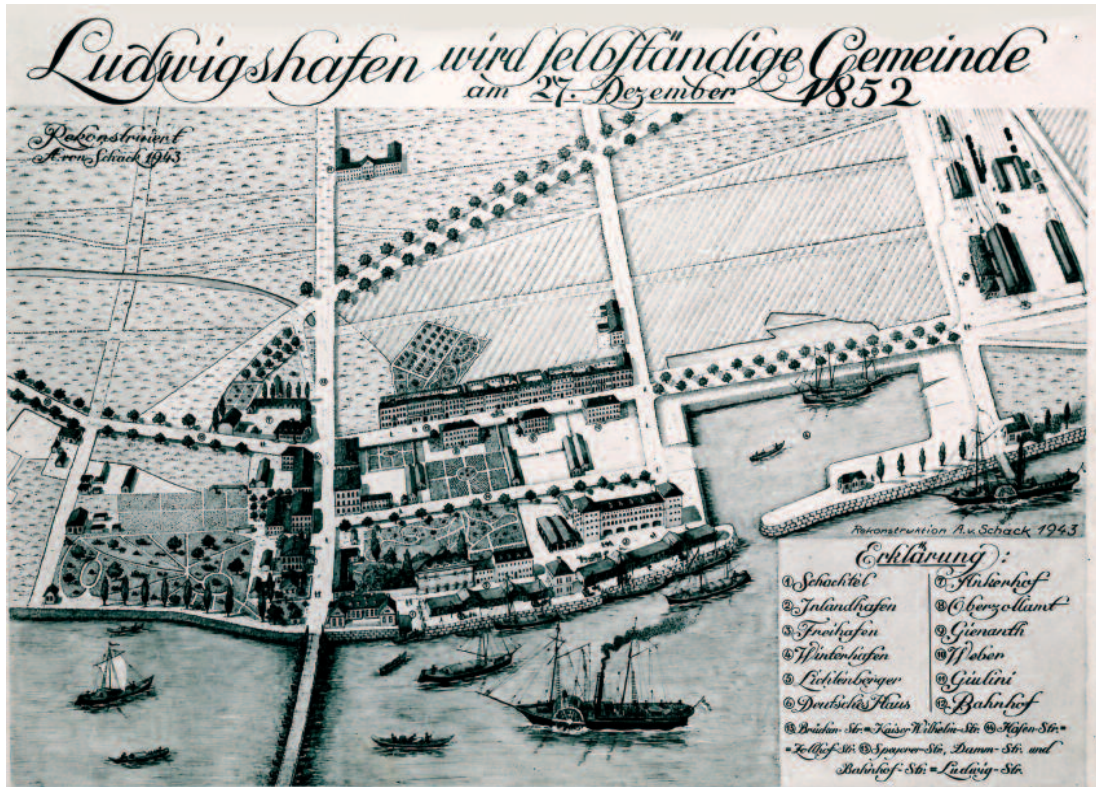 Ludwigshafen wird selbständige Gemeinde
am 27. Dezember 1852
Rekonstruiert
A. von Schack 1943
Rekonstruktion A.v. Schack 1943
Erklärung:
① Schochtel
② Inlandhafen
③ Freihafen
④ Winterhafen
⑤ Lichtenberger
⑥ Deutsches Haus
⑦ Ankerhof
⑧ Oberzollamt
⑨ Gienanth
⑩ Weber
⑪ Giulini
⑫ Bahnhof
⑬ Brücken-Str.=Kaiser Wilhelm-Str. ⑭ Hafen-Str.=
=Zollhof-Str. ⑮ Speyerer-Str., Damm-Str. und
Bahnhof-Str. = Ludwig-Str.